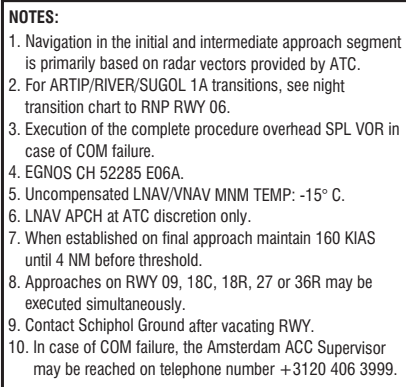 NOTES:
1. Navigation in the initial and intermediate approach segment
is primarily based on radar vectors provided by ATC.
2. For ARTIP/RIVER/SUGOL 1A transitions, see night
transition chart to RNP RWY 06.
3. Execution of the complete procedure overhead SPL VOR in
case of COM failure.
4. EGNOS CH 52285 E06A.
5. Uncompensated LNAV/VNAV MNM TEMP: -15° C.
6. LNAV APCH at ATC discretion only.
7. When established on final approach maintain 160 KIAS
until 4 NM before threshold.
8. Approaches on RWY 09, 18C, 18R, 27 or 36R may be
executed simultaneously.
9. Contact Schiphol Ground after vacating RWY.
10. In case of COM failure, the Amsterdam ACC Supervisor
may be reached on telephone number +3120 406 3999.